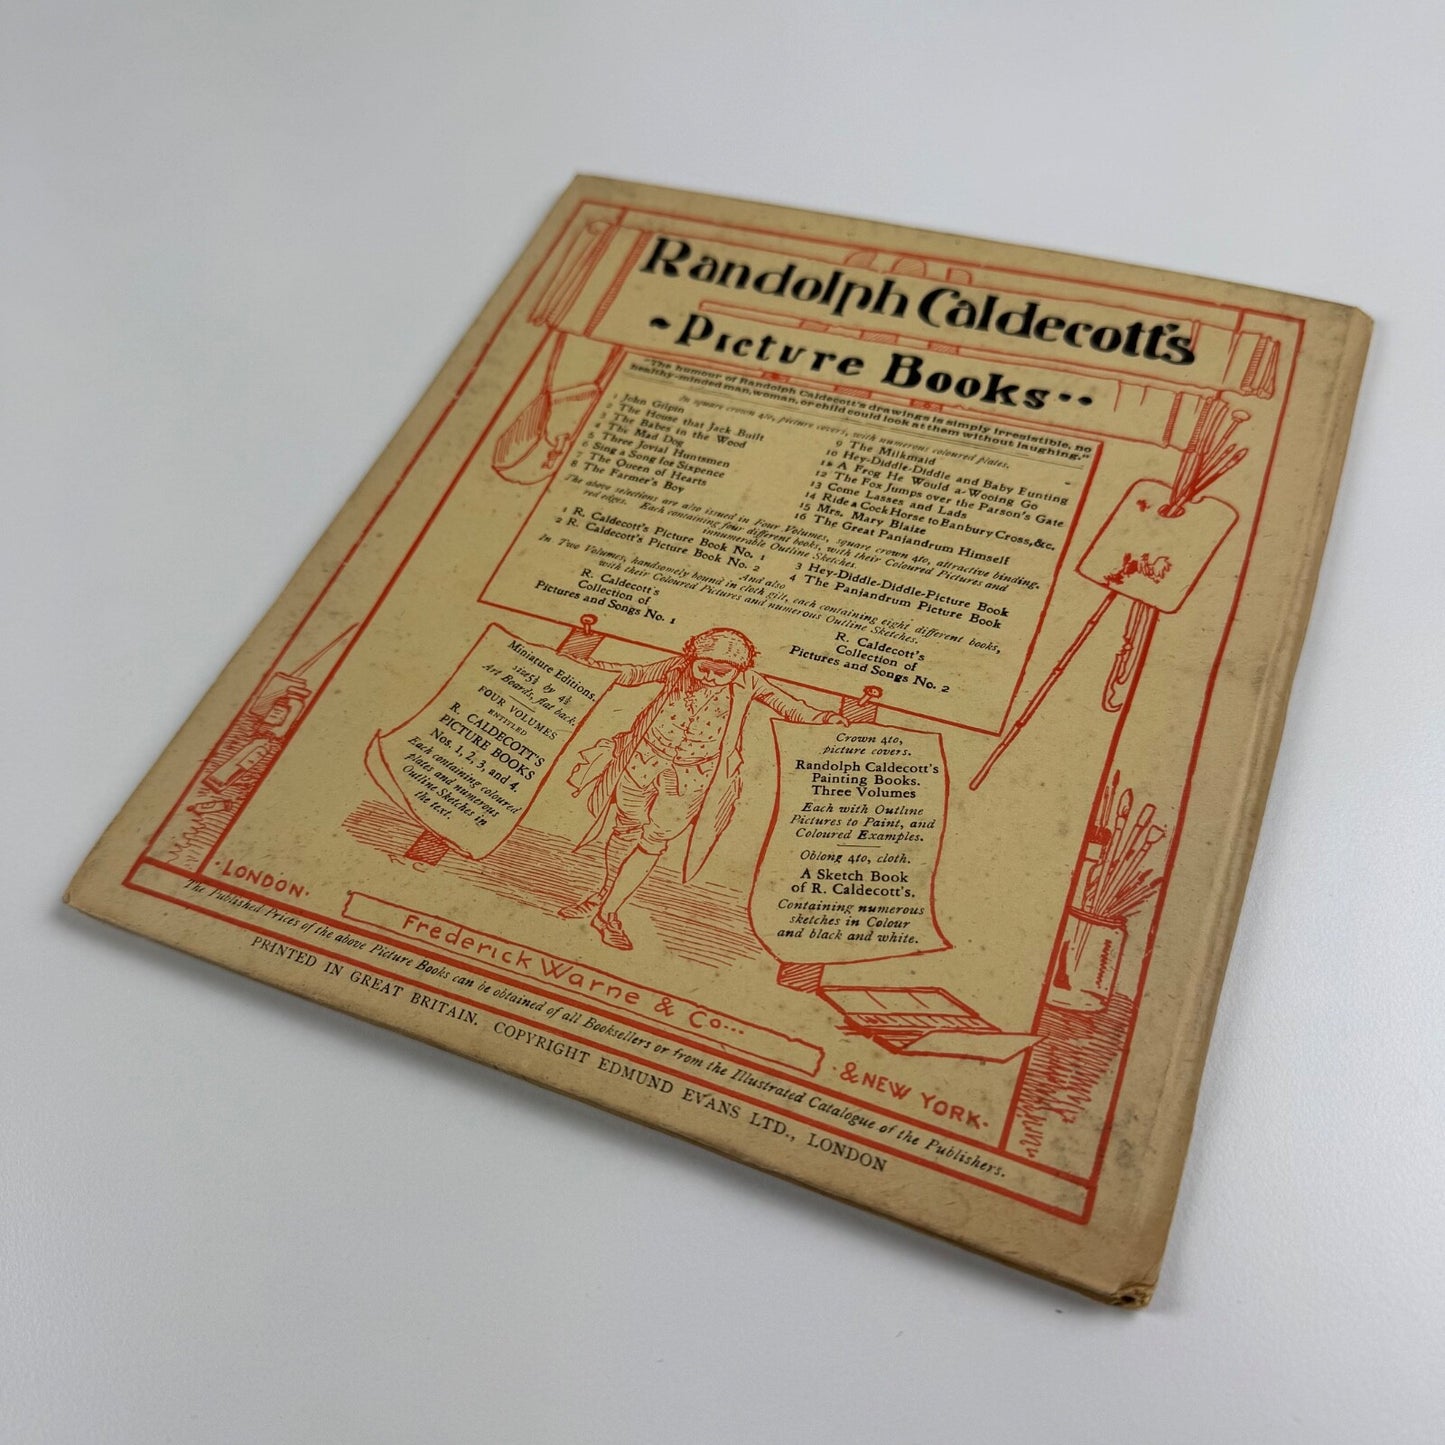 Randolph Caldecott's
~ Picture Books ··
"The humour of Randolph Caldecott's drawings is simply irresistible, no
healthy-minded man, woman, or child could look at them without laughing."
In square crown 4to, picture covers, with numerous coloured plates.
1 John Gilpin
2 The House that Jack Built
3 The Babes in the Wood
4 The Mad Dog
5 Three Jovial Huntsmen
6 Sing a Song for Sixpence
7 The Queen of Hearts
8 The Farmer's Boy
9 The Milkmaid
10 Hey-Diddle-Diddle and Baby Bunting
11 A Frog He Would a-Wooing Go
12 The Fox Jumps over the Parson's Gate
13 Come Lasses and Lads
14 Ride a Cock Horse to Banbury Cross, &c.
15 Mrs. Mary Blaize
16 The Great Panjandrum Himself
The above selections are also issued in Four Volumes, square crown 4to, attractive binding,
red edges. Each containing four different books, with their Coloured Pictures and
innumerable Outline Sketches.
1 R. Caldecott's Picture Book No. 1
2 R. Caldecott's Picture Book No. 2
3 Hey-Diddle-Diddle-Picture Book
4 The Panjandrum Picture Book
And also
In Two Volumes, handsomely bound in cloth gilt, each containing eight different books,
with their Coloured Pictures and numerous Outline Sketches.
R. Caldecott's
Collection of
Pictures and Songs No. 1
R. Caldecott's
Collection of
Pictures and Songs No. 2
Miniature Editions,
size 5½ by 4½
Art Boards, flat back.
FOUR VOLUMES
ENTITLED
R. CALDECOTT'S
PICTURE BOOKS
Nos. 1, 2, 3, and 4.
Each containing coloured
plates and numerous
Outline Sketches in
the text.
Crown 4to,
picture covers.
Randolph Caldecott's
Painting Books.
Three Volumes
Each with Outline
Pictures to Paint, and
Coloured Examples.
Oblong 4to, cloth.
A Sketch Book
of R. Caldecott's.
Containing numerous
sketches in Colour
and black and white.
·LONDON·
Frederick Warne & Co...
·& NEW YORK·
The Published Prices of the above Picture Books can be obtained of all Booksellers or from the Illustrated Catalogue of the Publishers.
PRINTED IN GREAT BRITAIN. COPYRIGHT EDMUND EVANS LTD., LONDON